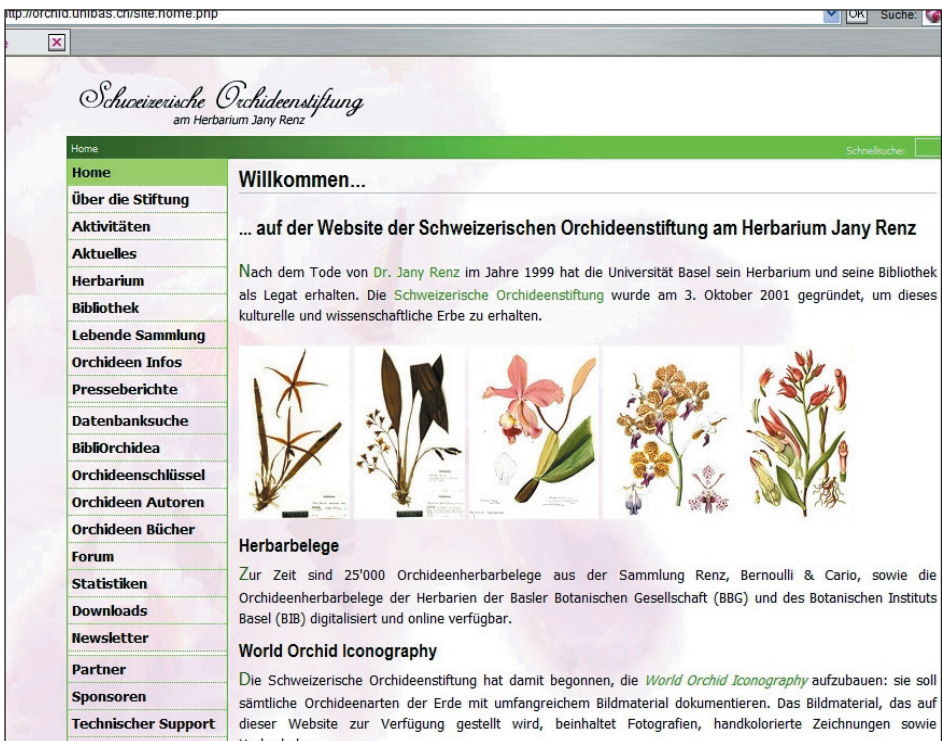 ttp://orchid.unibas.ch/site.home.php
OK Suche:
Schweizerische Orchideenstiftung
am Herbarium Jany Renz
Home
Schnellsuche:
Home
Über die Stiftung
Aktivitäten
Aktuelles
Herbarium
Bibliothek
Lebende Sammlung
Orchideen Infos
Presseberichte
Datenbanksuche
BibliOrchidea
Orchideenschlüssel
Orchideen Autoren
Orchideen Bücher
Forum
Statistiken
Downloads
Newsletter
Partner
Sponsoren
Technischer Support
Willkommen...
... auf der Website der Schweizerischen Orchideenstiftung am Herbarium Jany Renz
Nach dem Tode von Dr. Jany Renz im Jahre 1999 hat die Universität Basel sein Herbarium und seine Bibliothek
als Legat erhalten. Die Schweizerische Orchideenstiftung wurde am 3. Oktober 2001 gegründet, um dieses
kulturelle und wissenschaftliche Erbe zu erhalten.
Herbarbelege
Zur Zeit sind 25'000 Orchideenherbarbelege aus der Sammlung Renz, Bernoulli & Cario, sowie die
Orchideenherbarbelege der Herbarien der Basler Botanischen Gesellschaft (BBG) und des Botanischen Instituts
Basel (BIB) digitalisiert und online verfügbar.
World Orchid Iconography
Die Schweizerische Orchideenstiftung hat damit begonnen, die World Orchid Iconography aufzubauen: sie soll
sämtliche Orchideenarten der Erde mit umfangreichem Bildmaterial dokumentieren. Das Bildmaterial, das auf
dieser Website zur Verfügung gestellt wird, beinhaltet Fotografien, handkolorierte Zeichnungen sowie